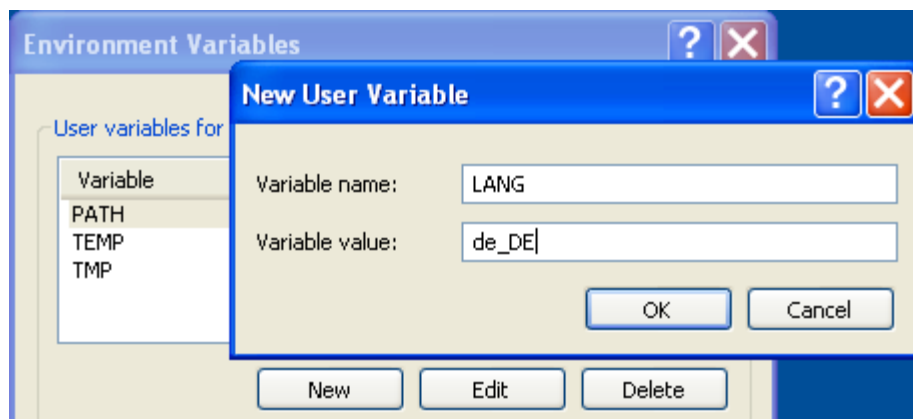 Environment Variables
New User Variable
User variables for
Variable
PATH
TEMP
TMP
Variable name: LANG
Variable value: de_DE
OK Cancel
New Edit Delete